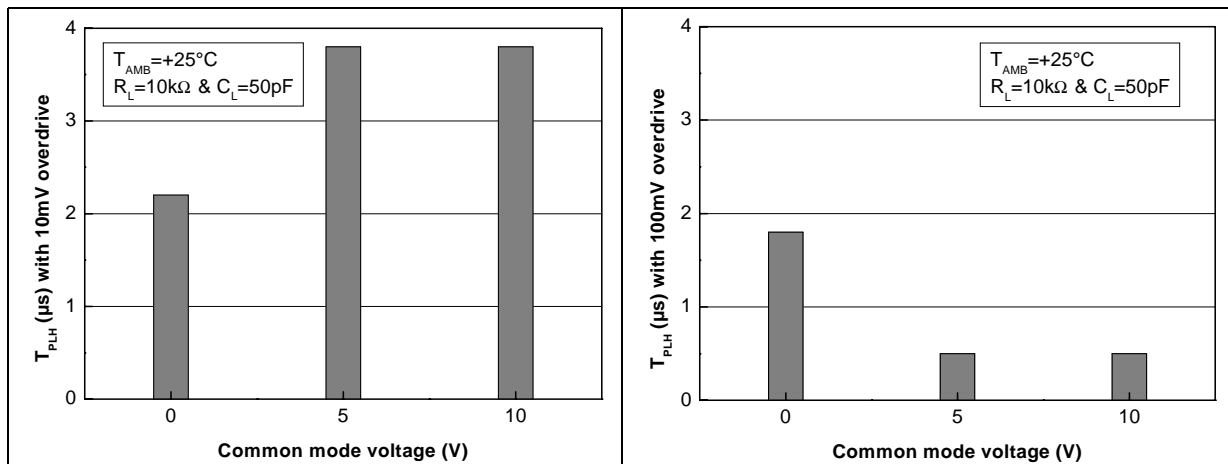 4
3
2
1
0
T_PLH (µs) with 10mV overdrive
T_AMB=+25°C
R_L=10kΩ & C_L=50pF
0 5 10
Common mode voltage (V)
4
3
2
1
0
T_PLH (µs) with 100mV overdrive
T_AMB=+25°C
R_L=10kΩ & C_L=50pF
0 5 10
Common mode voltage (V)